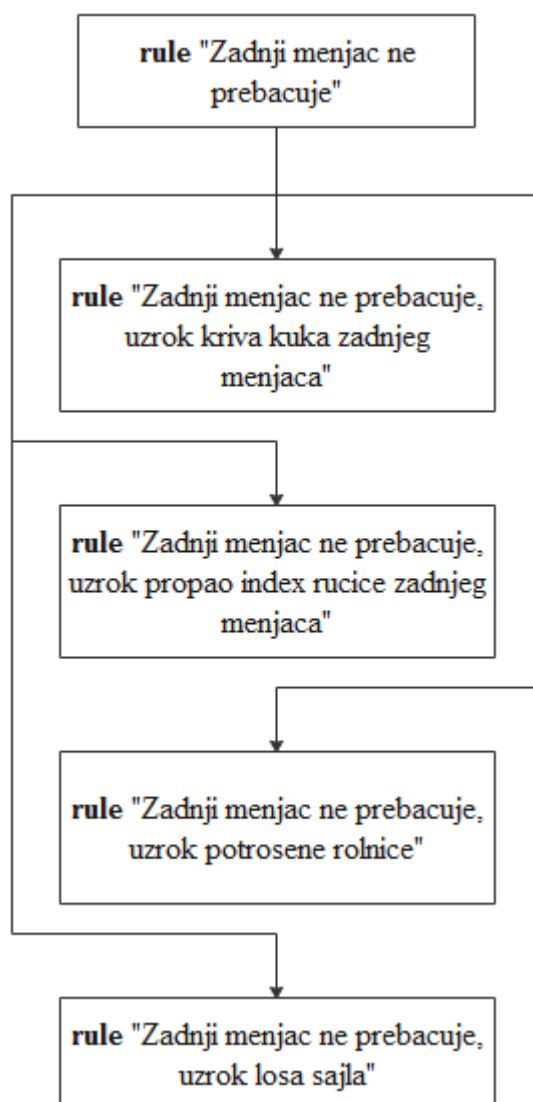 rule "Zadnji menjac ne
prebacuje"
rule "Zadnji menjac ne prebacuje,
uzrok kriva kuka zadnjeg
menjaca"
rule "Zadnji menjac ne prebacuje,
uzrok propao index rucice zadnjeg
menjaca"
rule "Zadnji menjac ne prebacuje,
uzrok potrosene rolnice"
rule "Zadnji menjac ne prebacuje,
uzrok losa sajla"